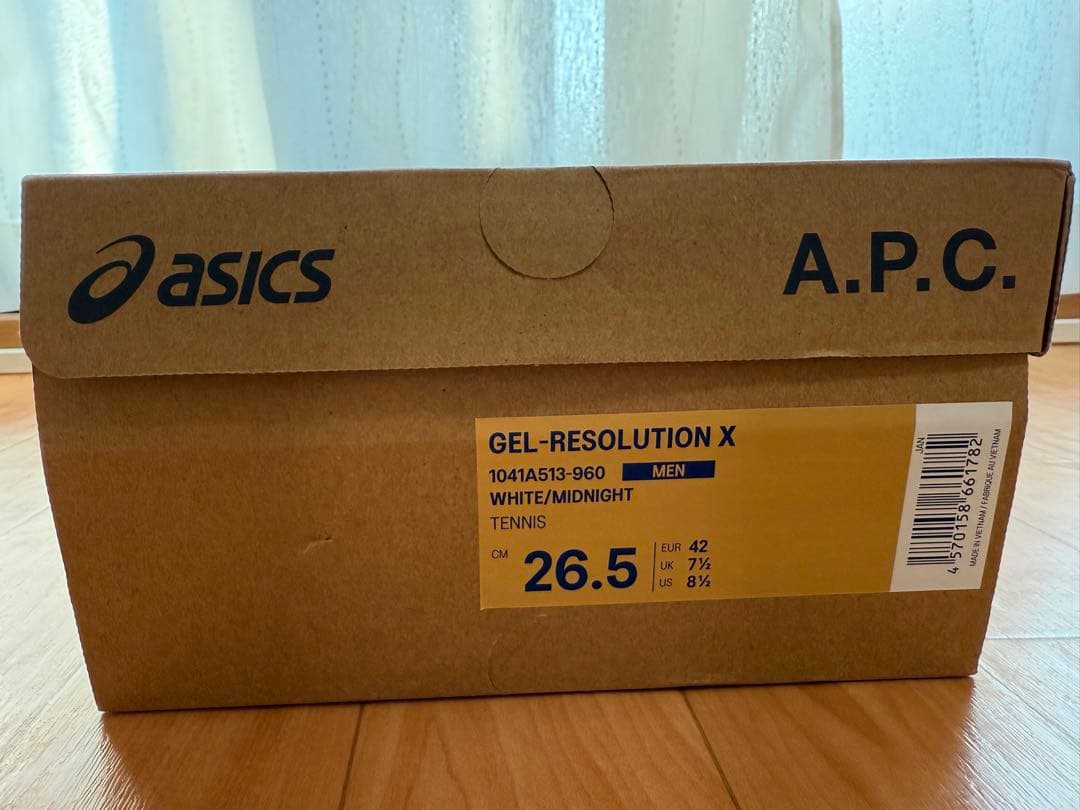 asics
A.P.C.
GEL-RESOLUTION X
1041A513-960 MEN
WHITE/MIDNIGHT
TENNIS
CM 26.5
EUR 42
UK 7½
US 8½
JAN
4 570158 661782
MADE IN VIETNAM / FABRIQUE AU VIETNAM